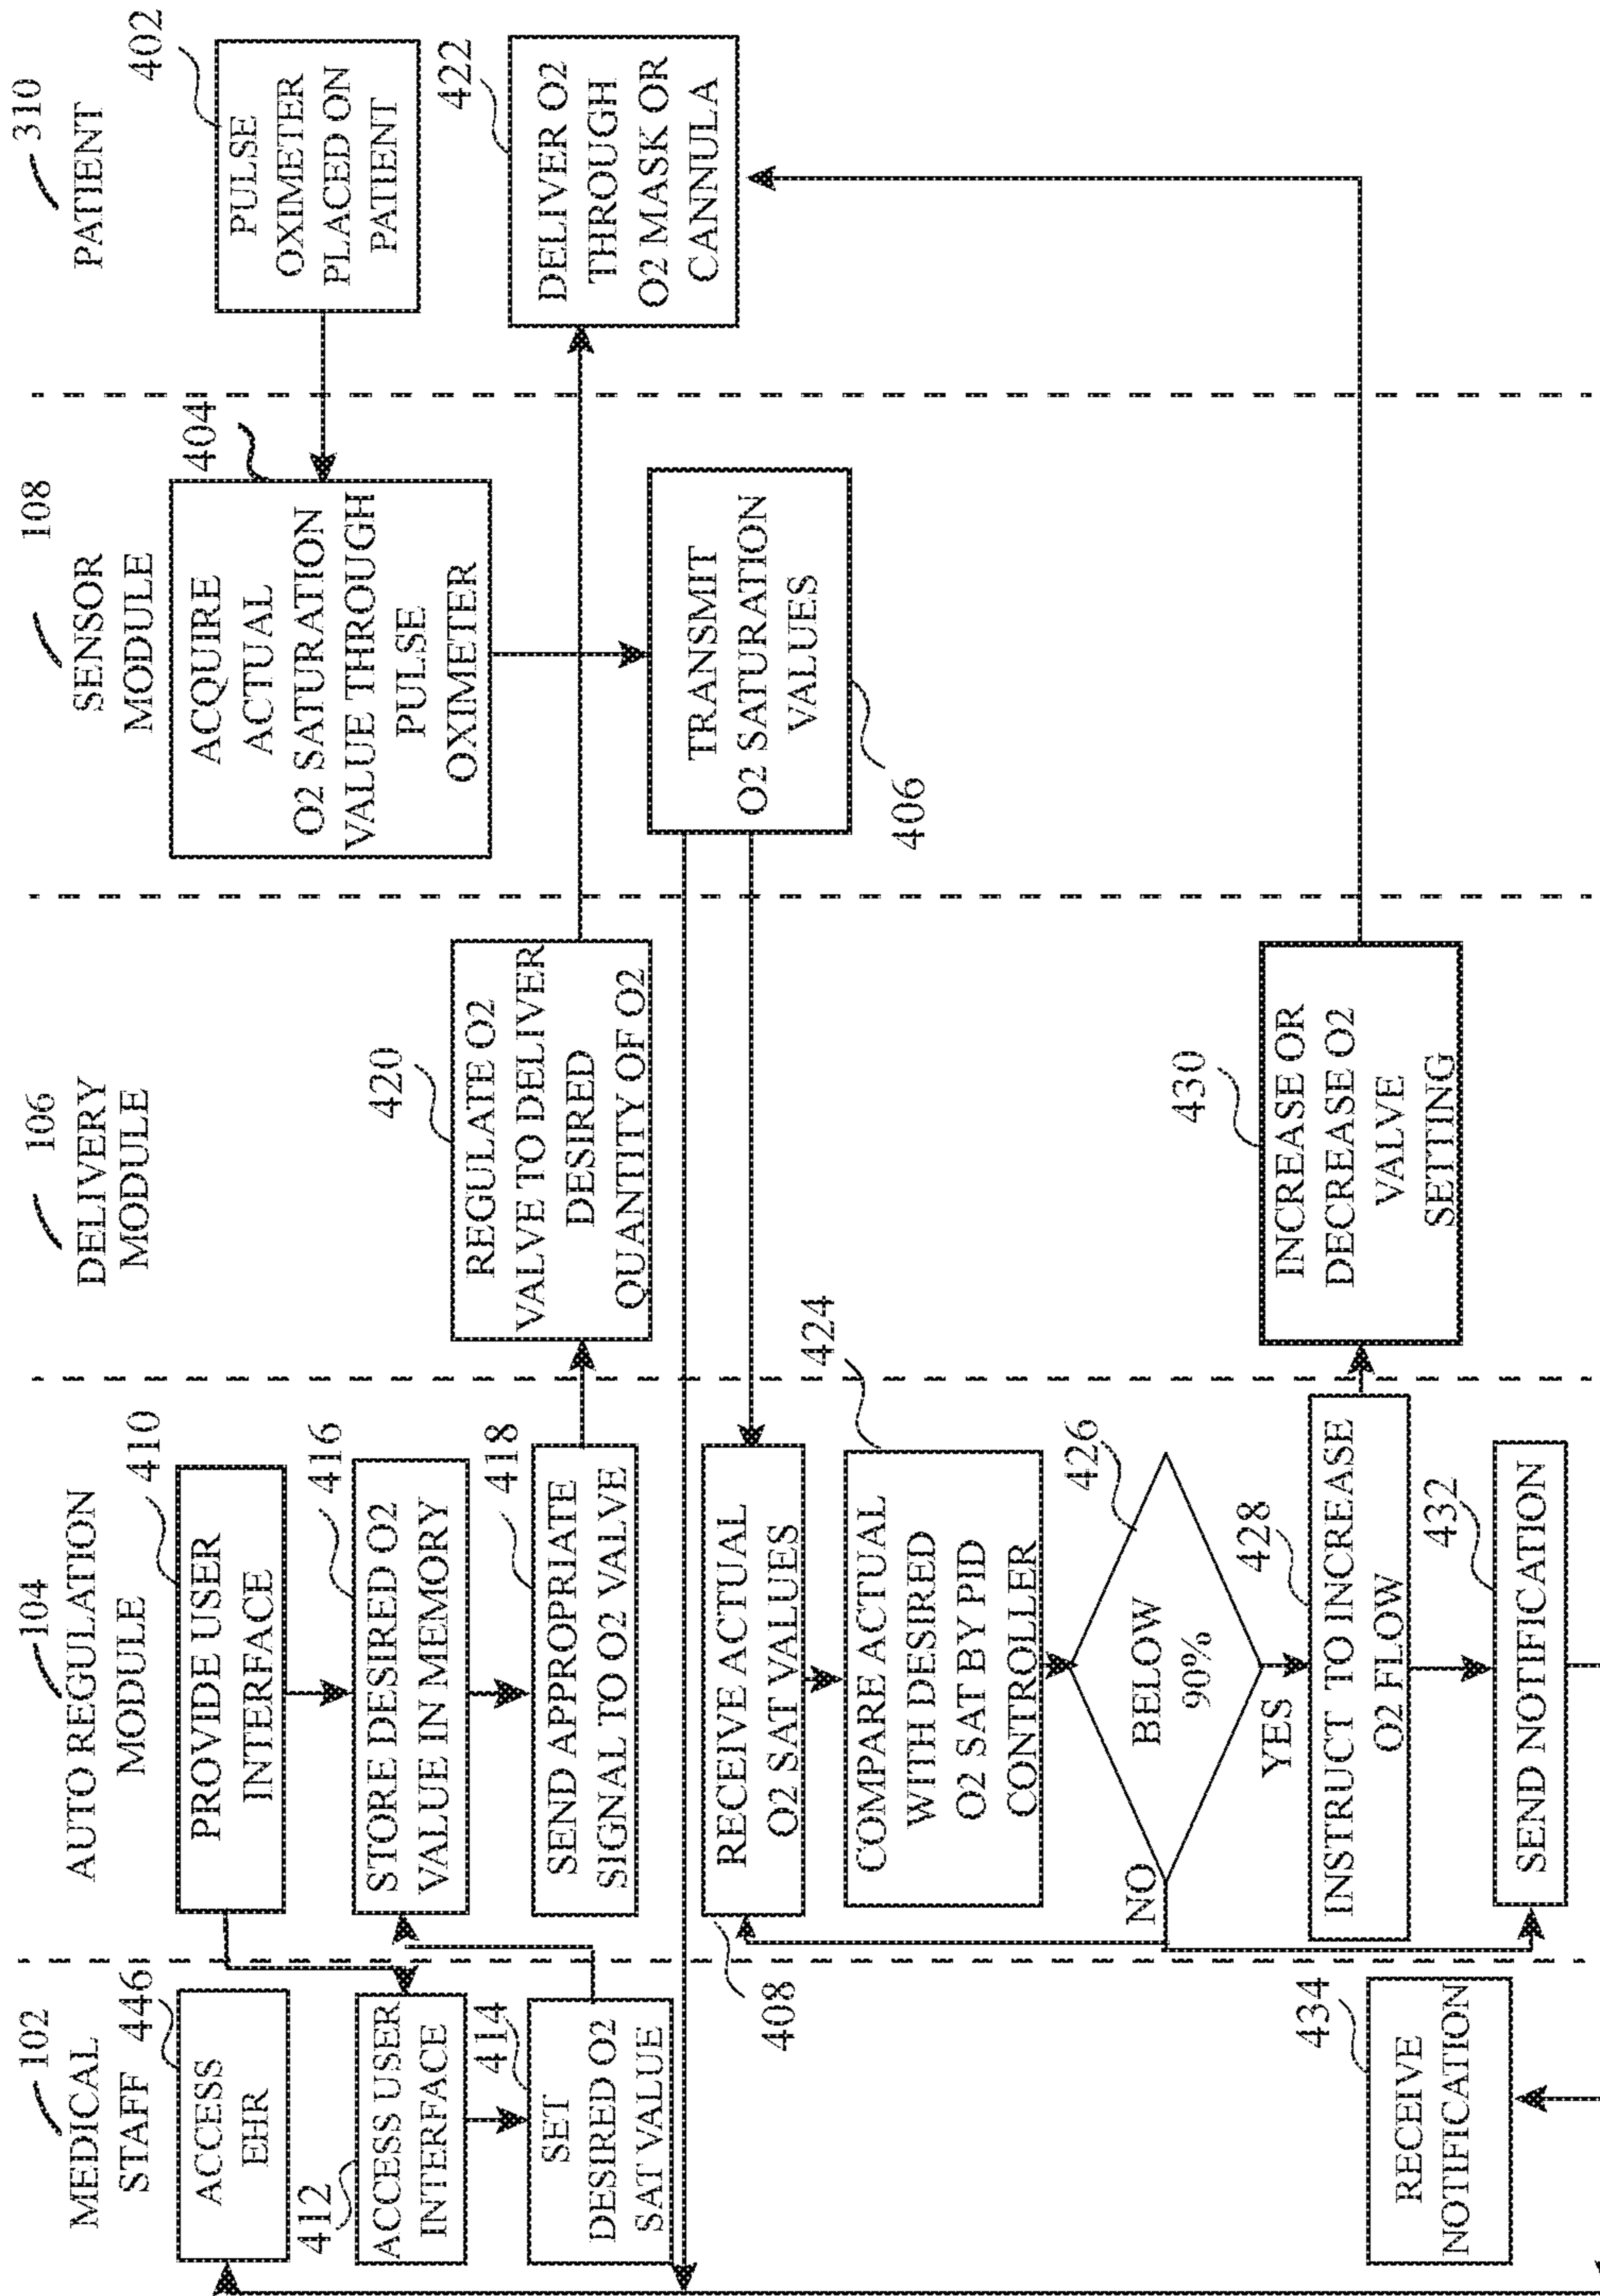 102
MEDICAL
STAFF
446
ACCESS
EHR
412
ACCESS USER
INTERFACE
414
SET
DESIRED O2
SAT VALUE
434
RECEIVE
NOTIFICATION
104
AUTO REGULATION
MODULE
410
PROVIDE USER
INTERFACE
416
STORE DESIRED O2
VALUE IN MEMORY
418
SEND APPROPRIATE
SIGNAL TO O2 VALVE
408
RECEIVE ACTUAL
O2 SAT VALUES
424
COMPARE ACTUAL
WITH DESIRED
O2 SAT BY PID
CONTROLLER
426
BELOW
90%
NO
YES
428
INSTRUCT TO INCREASE
O2 FLOW
432
SEND NOTIFICATION
106
DELIVERY
MODULE
420
REGULATE O2
VALVE TO DELIVER
DESIRED
QUANTITY OF O2
430
INCREASE OR
DECREASE O2
VALVE
SETTING
108
SENSOR
MODULE
404
ACQUIRE
ACTUAL
O2 SATURATION
VALUE THROUGH
PULSE
OXIMETER
TRANSMIT
O2 SATURATION
VALUES
406
310
PATIENT
402
PULSE
OXIMETER
PLACED ON
PATIENT
422
DELIVER O2
THROUGH
O2 MASK OR
CANNULA